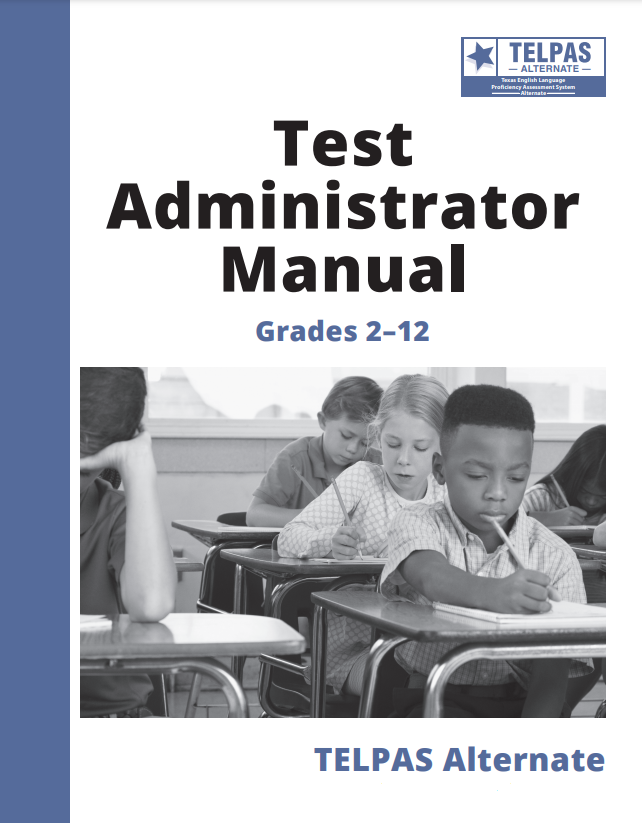 TELPAS
— ALTERNATE —
Texas English Language
Proficiency Assessment System
Alternate
Test
Administrator
Manual
Grades 2–12
TELPAS Alternate